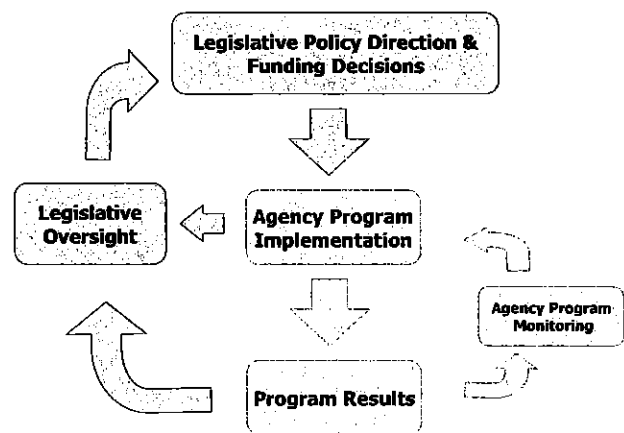 Legislative Policy Direction &
Funding Decisions
Legislative
Oversight
Agency Program
Implementation
Agency Program
Monitoring
Program Results